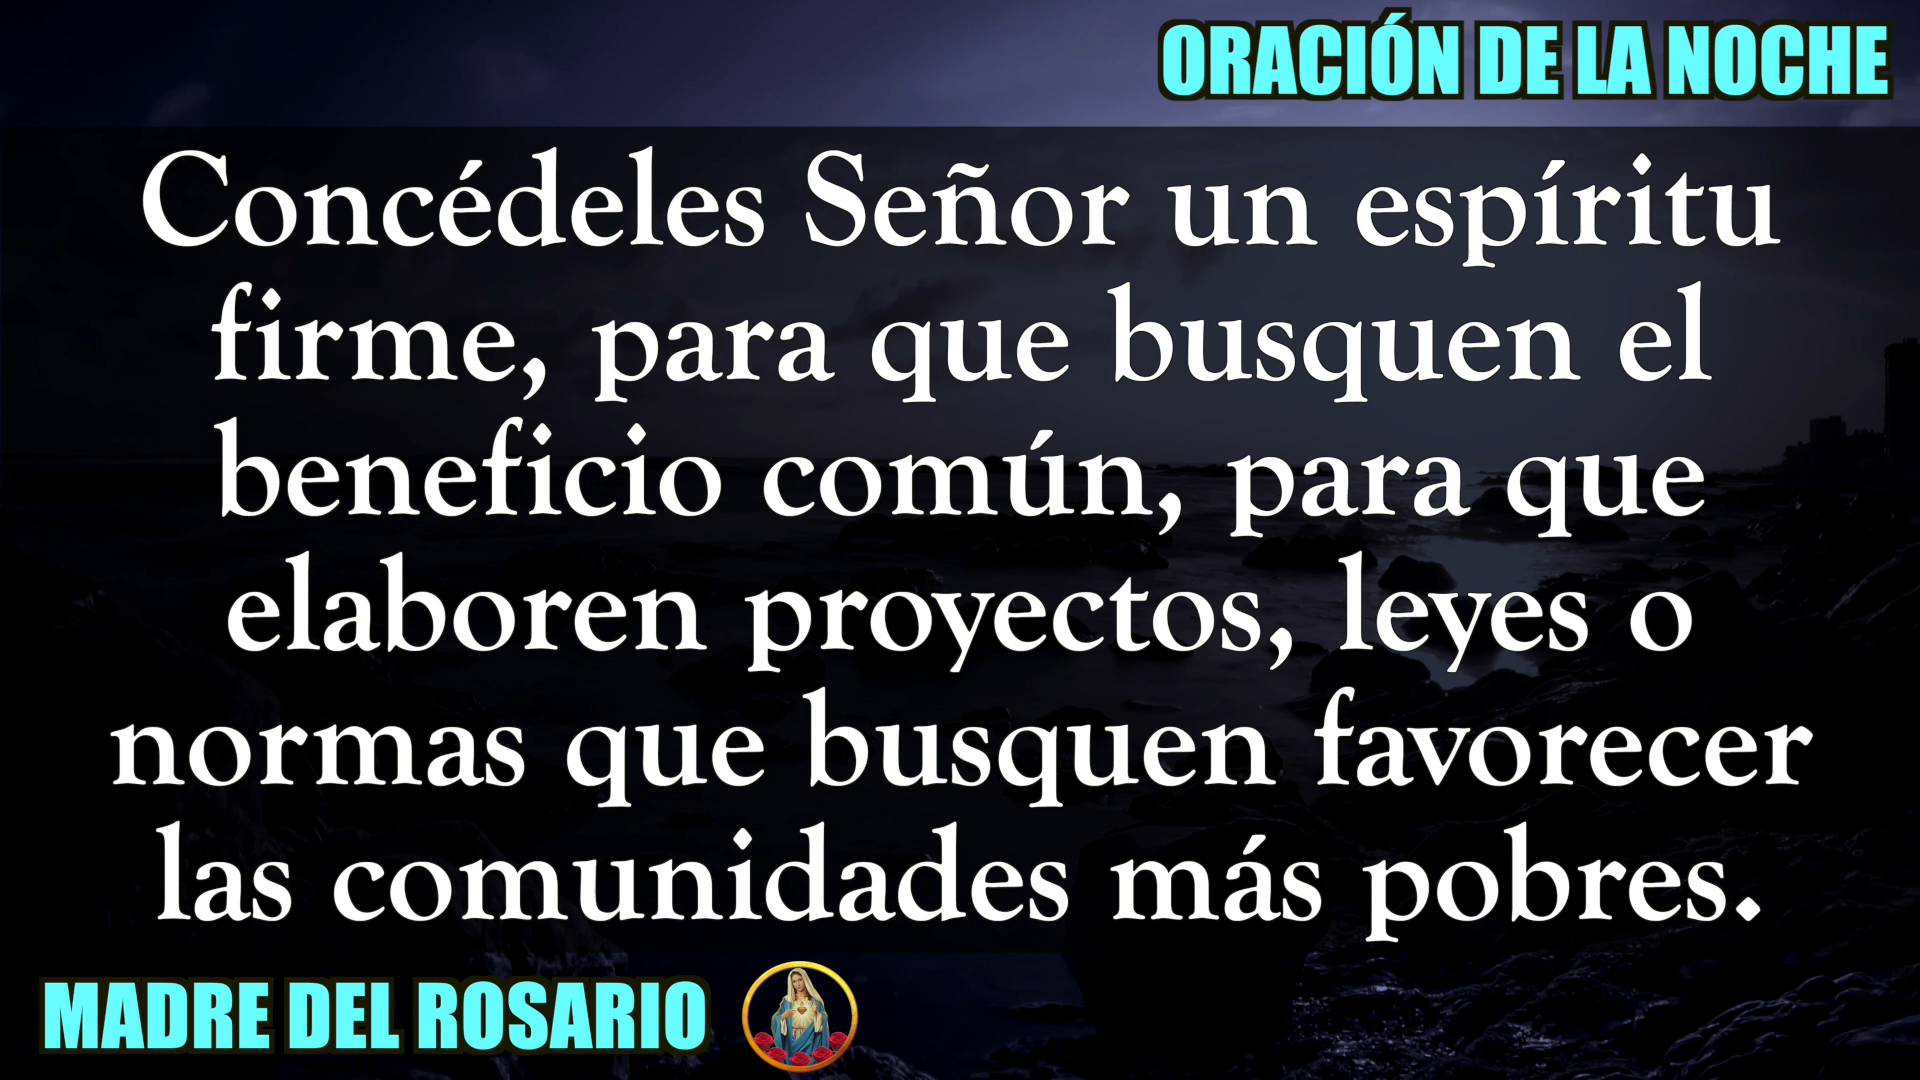 ORACIÓN DE LA NOCHE
Concédeles Señor un espíritu
firme, para que busquen el
beneficio común, para que
elaboren proyectos, leyes o
normas que busquen favorecer
las comunidades más pobres.
MADRE DEL ROSARIO